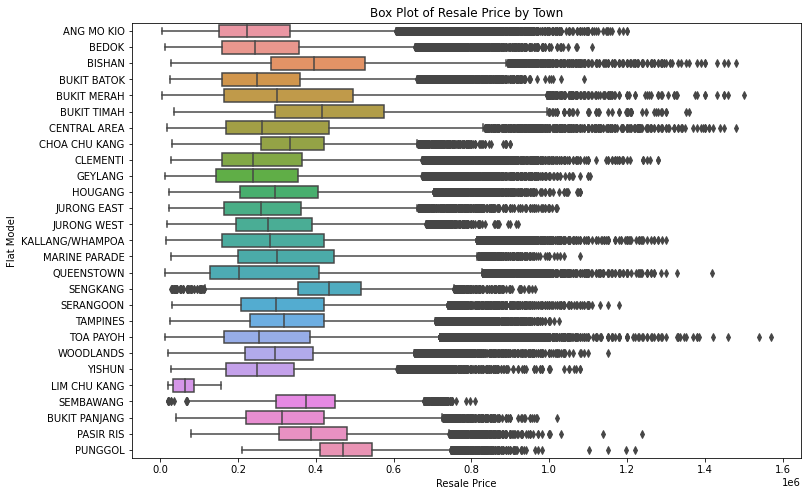 Box Plot of Resale Price by Town
Flat Model
ANG MO KIO
BEDOK
BISHAN
BUKIT BATOK
BUKIT MERAH
BUKIT TIMAH
CENTRAL AREA
CHOA CHU KANG
CLEMENTI
GEYLANG
HOUGANG
JURONG EAST
JURONG WEST
KALLANG/WHAMPOA
MARINE PARADE
QUEENSTOWN
SENGKANG
SERANGOON
TAMPINES
TOA PAYOH
WOODLANDS
YISHUN
LIM CHU KANG
SEMBAWANG
BUKIT PANJANG
PASIR RIS
PUNGGOL
0.0 0.2 0.4 0.6 0.8 1.0 1.2 1.4 1.6
Resale Price
1e6